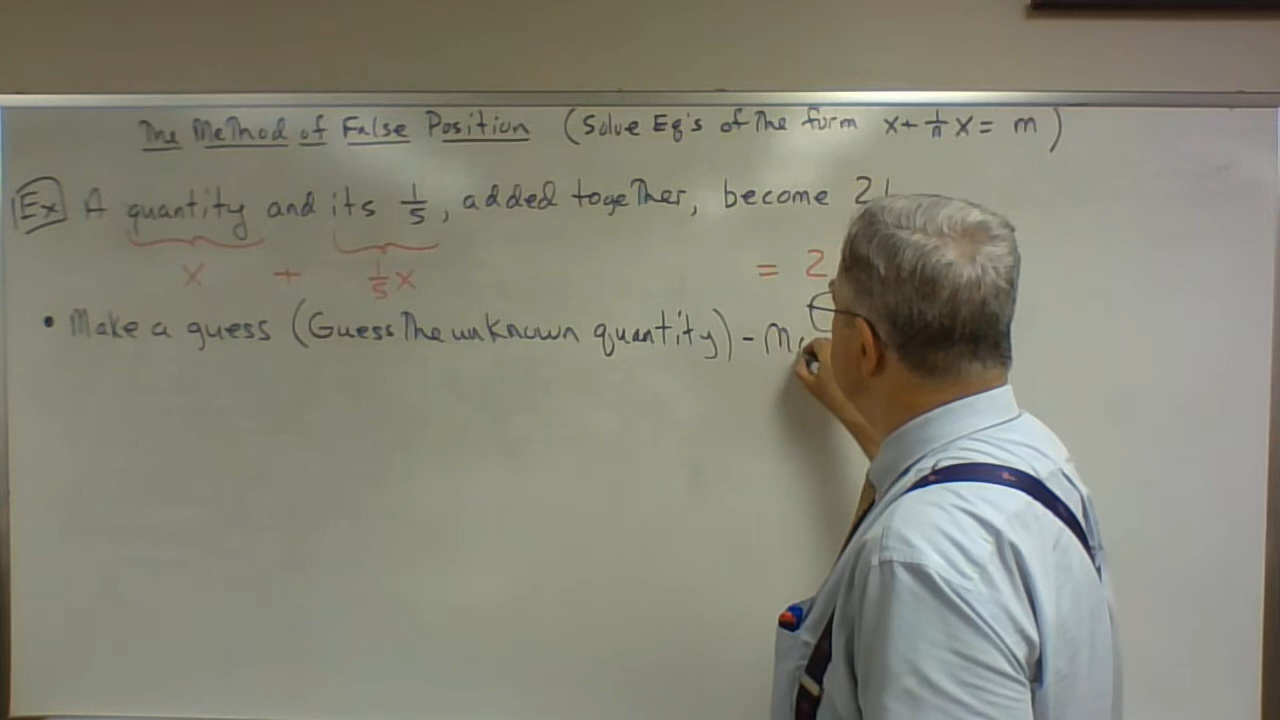 The Method of False Position (Solve Eq's of the form x + 1/n x = m)
Ex A quantity and its 1/5, added together, become 21
x + 1/5 x = 2
• Make a guess (Guess the unknown quantity) -